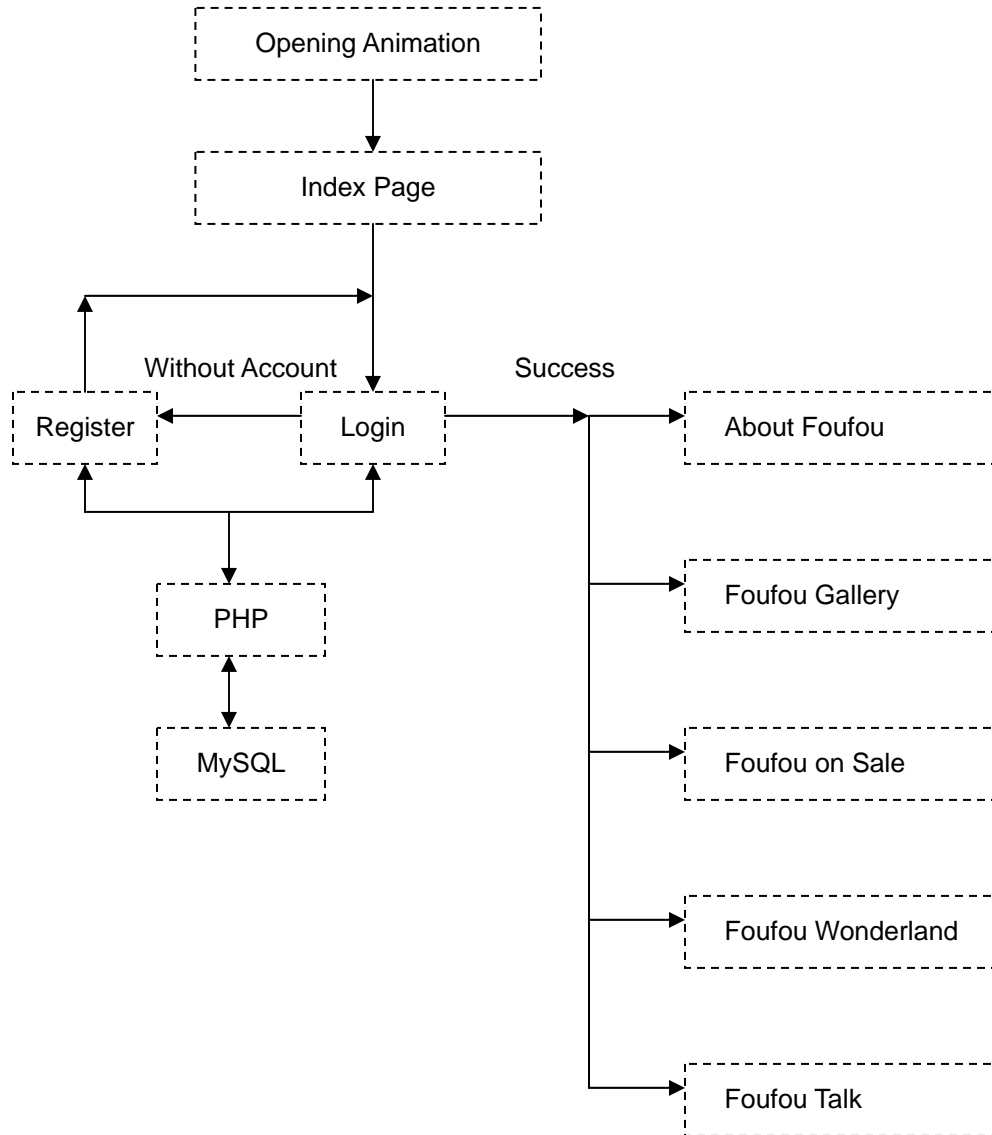 Opening Animation
Index Page
Without Account
Success
Register
Login
About Foufou
PHP
Foufou Gallery
MySQL
Foufou on Sale
Foufou Wonderland
Foufou Talk